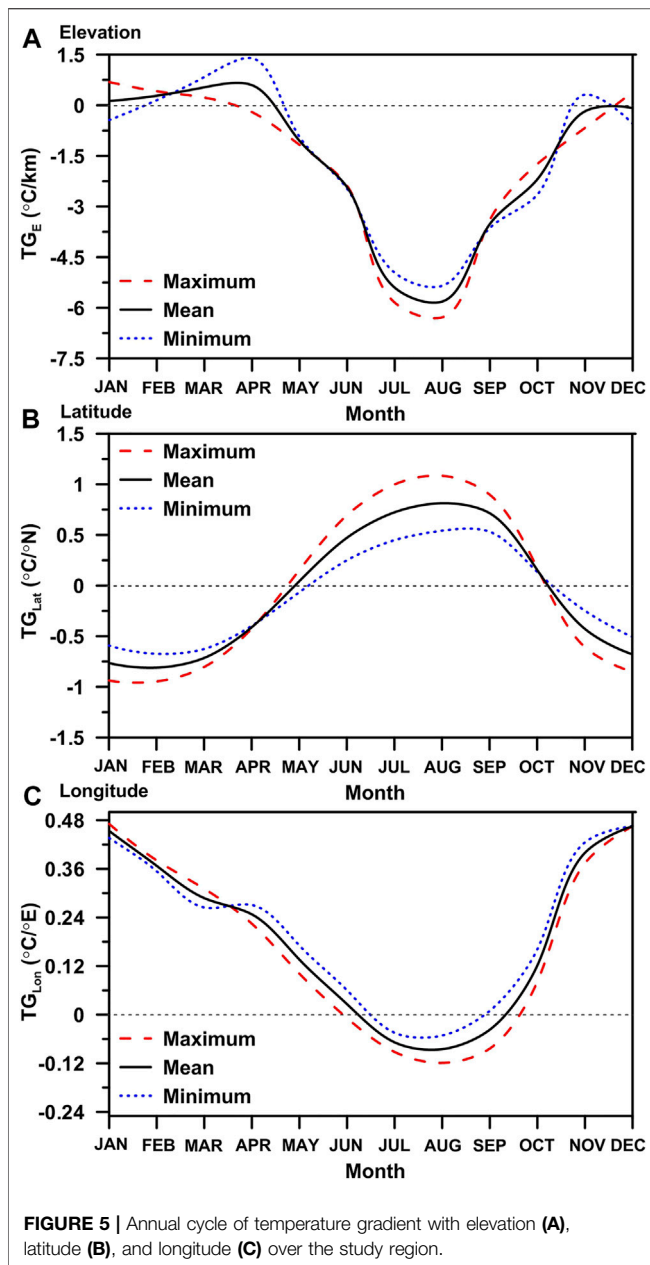 A Elevation
1.5
0
-1.5
-3
-4.5
-6
-7.5
TG_E (°C/km)
Maximum
Mean
Minimum
JAN FEB MAR APR MAY JUN JUL AUG SEP OCT NOV DEC
Month
B Latitude
1.5
1
0.5
0
-0.5
-1
-1.5
TG_Lat (°C/°N)
Maximum
Mean
Minimum
JAN FEB MAR APR MAY JUN JUL AUG SEP OCT NOV DEC
Month
C Longitude
0.48
0.36
0.24
0.12
0
-0.12
-0.24
TG_Lon (°C/°E)
Maximum
Mean
Minimum
JAN FEB MAR APR MAY JUN JUL AUG SEP OCT NOV DEC
Month
FIGURE 5 | Annual cycle of temperature gradient with elevation (A),
latitude (B), and longitude (C) over the study region.